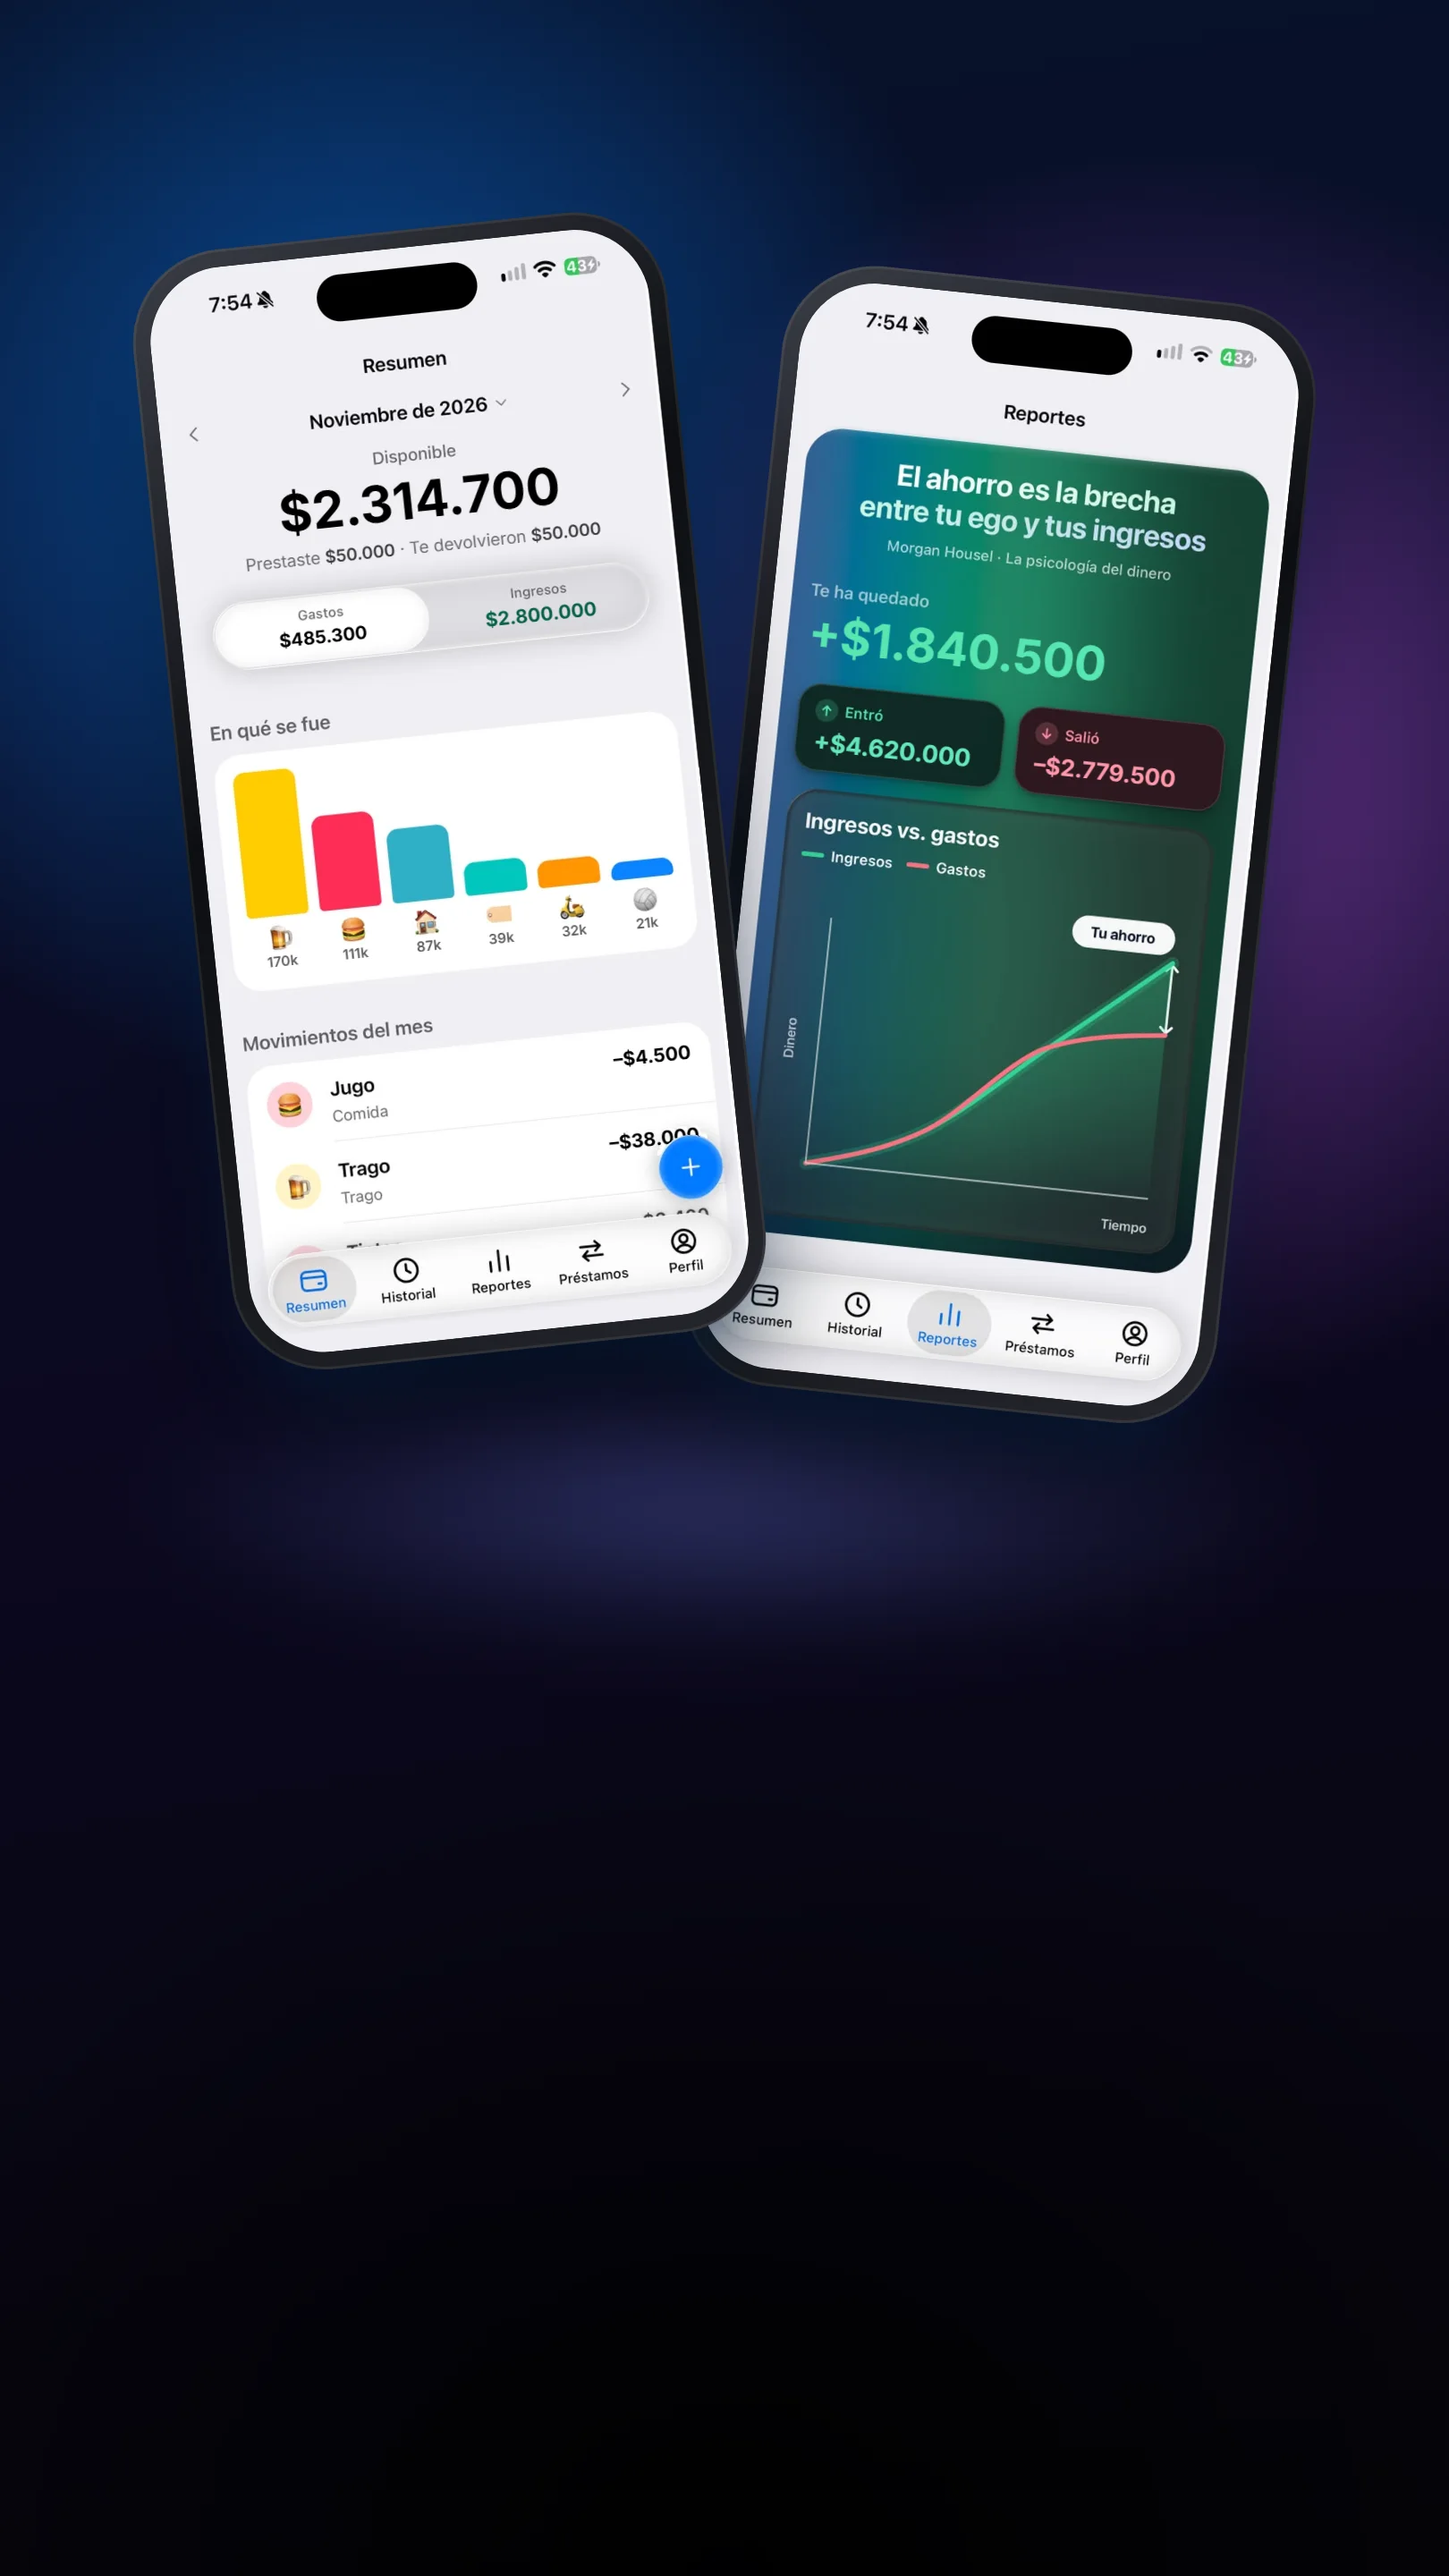 7:54
43
Resumen
Noviembre de 2026
Disponible
$2.314.700
Prestaste $50.000 · Te devolvieron $50.000
Gastos
$485.300
Ingresos
$2.800.000
En qué se fue
170k
111k
87k
39k
32k
21k
Movimientos del mes
Jugo
Comida
–$4.500
Trago
Trago
–$38.000
Resumen
Historial
Reportes
Préstamos
Perfil
7:54
43
Reportes
El ahorro es la brecha
entre tu ego y tus ingresos
Morgan Housel · La psicología del dinero
Te ha quedado
+$1.840.500
Entró
+$4.620.000
Salió
–$2.779.500
Ingresos vs. gastos
Ingresos
Gastos
Tu ahorro
Dinero
Tiempo
Resumen
Historial
Reportes
Préstamos
Perfil